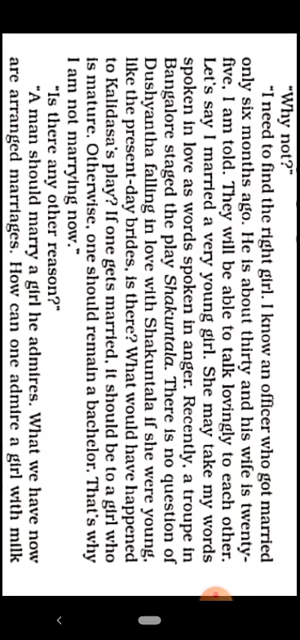 "Why not?"
"I need to find the right girl. I know an officer who got married
only six months ago. He is about thirty and his wife is twenty-
five, I am told. They will be able to talk lovingly to each other.
Let's say I married a very young girl. She may take my words
spoken in love as words spoken in anger. Recently, a troupe in
Bangalore staged the play Shakuntala. There is no question of
Dushyantha falling in love with Shakuntala if she were young,
like the present-day brides, is there? What would have happened
to Kalidasa's play? If one gets married, it should be to a girl who
is mature. Otherwise, one should remain a bachelor. That's why
I am not marrying now."
"Is there any other reason?"
"A man should marry a girl he admires. What we have now
are arranged marriages. How can one admire a girl with milk